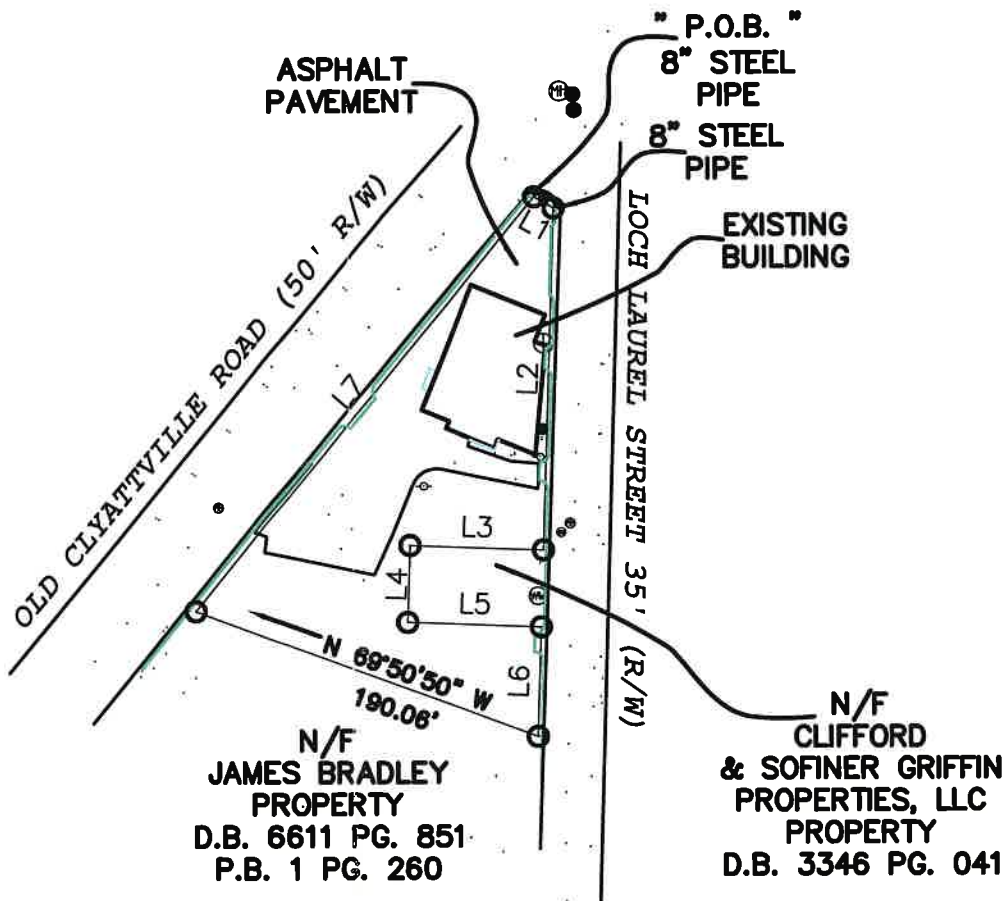 " P.O.B. "
8" STEEL
PIPE
ASPHALT
PAVEMENT
MH
8" STEEL
PIPE
L1
EXISTING
BUILDING
OLD CLYATTVILLE ROAD (50' R/W)
LOCH LAUREL STREET 35' (R/W)
L7
L2
L3
L4
L5
L6
N 69°50'50" W
190.06'
N/F
JAMES BRADLEY
PROPERTY
D.B. 6611 PG. 851
P.B. 1 PG. 260
N/F
CLIFFORD
& SOFINER GRIFFIN
PROPERTIES, LLC
PROPERTY
D.B. 3346 PG. 041